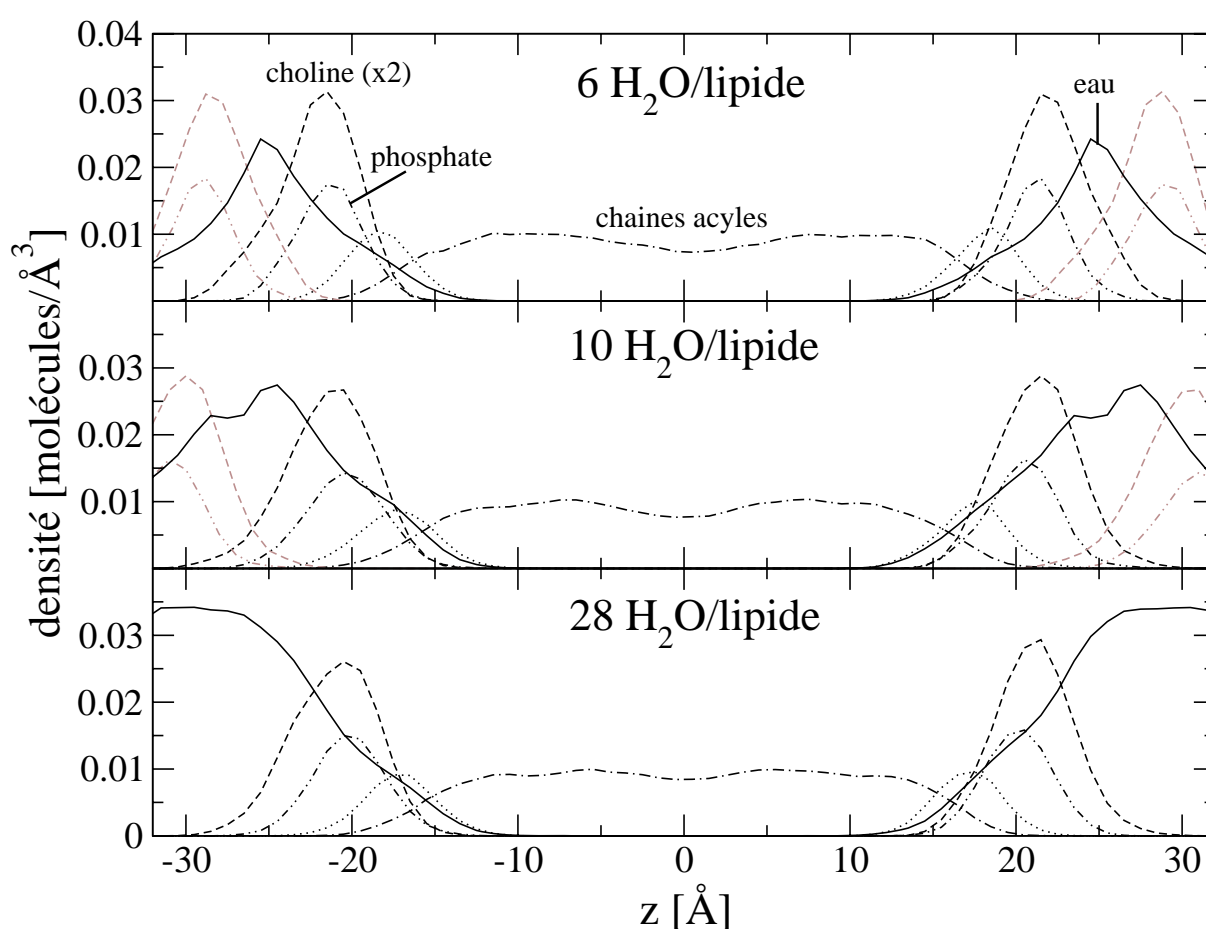 0.04
choline (x2)
6 H₂O/lipide
eau
0.03
phosphate
0.02
chaines acyles
0.01
10 H₂O/lipide
0.03
0.02
0.01
28 H₂O/lipide
0.03
0.02
0.01
0
-30 -20 -10 0 10 20 30
z [Å]
densité [molécules/Å³]